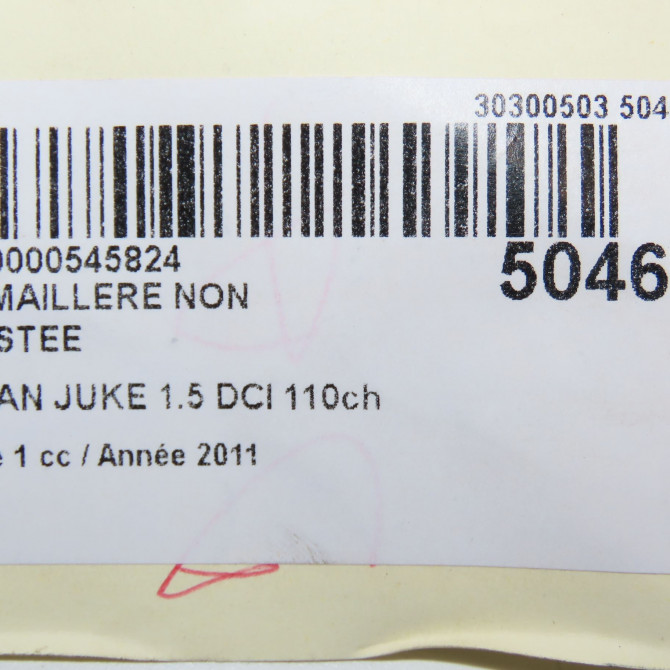 30300503 504
0000545824
5046
MAILLERE NON
STEE
AN JUKE 1.5 DCI 110ch
e 1 cc / Année 2011